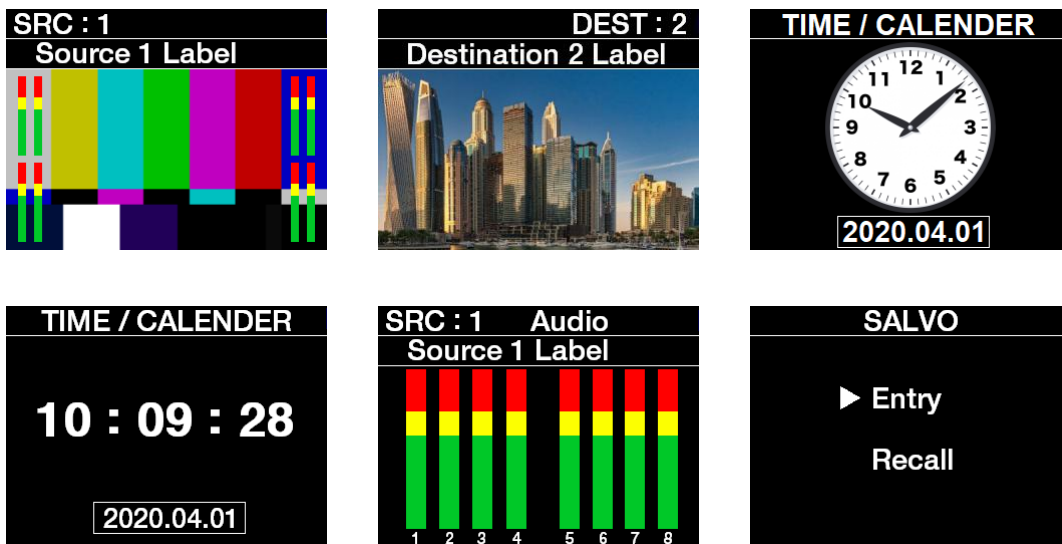 SRC : 1
Source 1 Label
DEST : 2
Destination 2 Label
TIME / CALENDER
12
1
2
3
4
5
6
7
8
9
10
11
2020.04.01
TIME / CALENDER
10 : 09 : 28
2020.04.01
SRC : 1 Audio
Source 1 Label
1 2 3 4 5 6 7 8
SALVO
▶ Entry
Recall